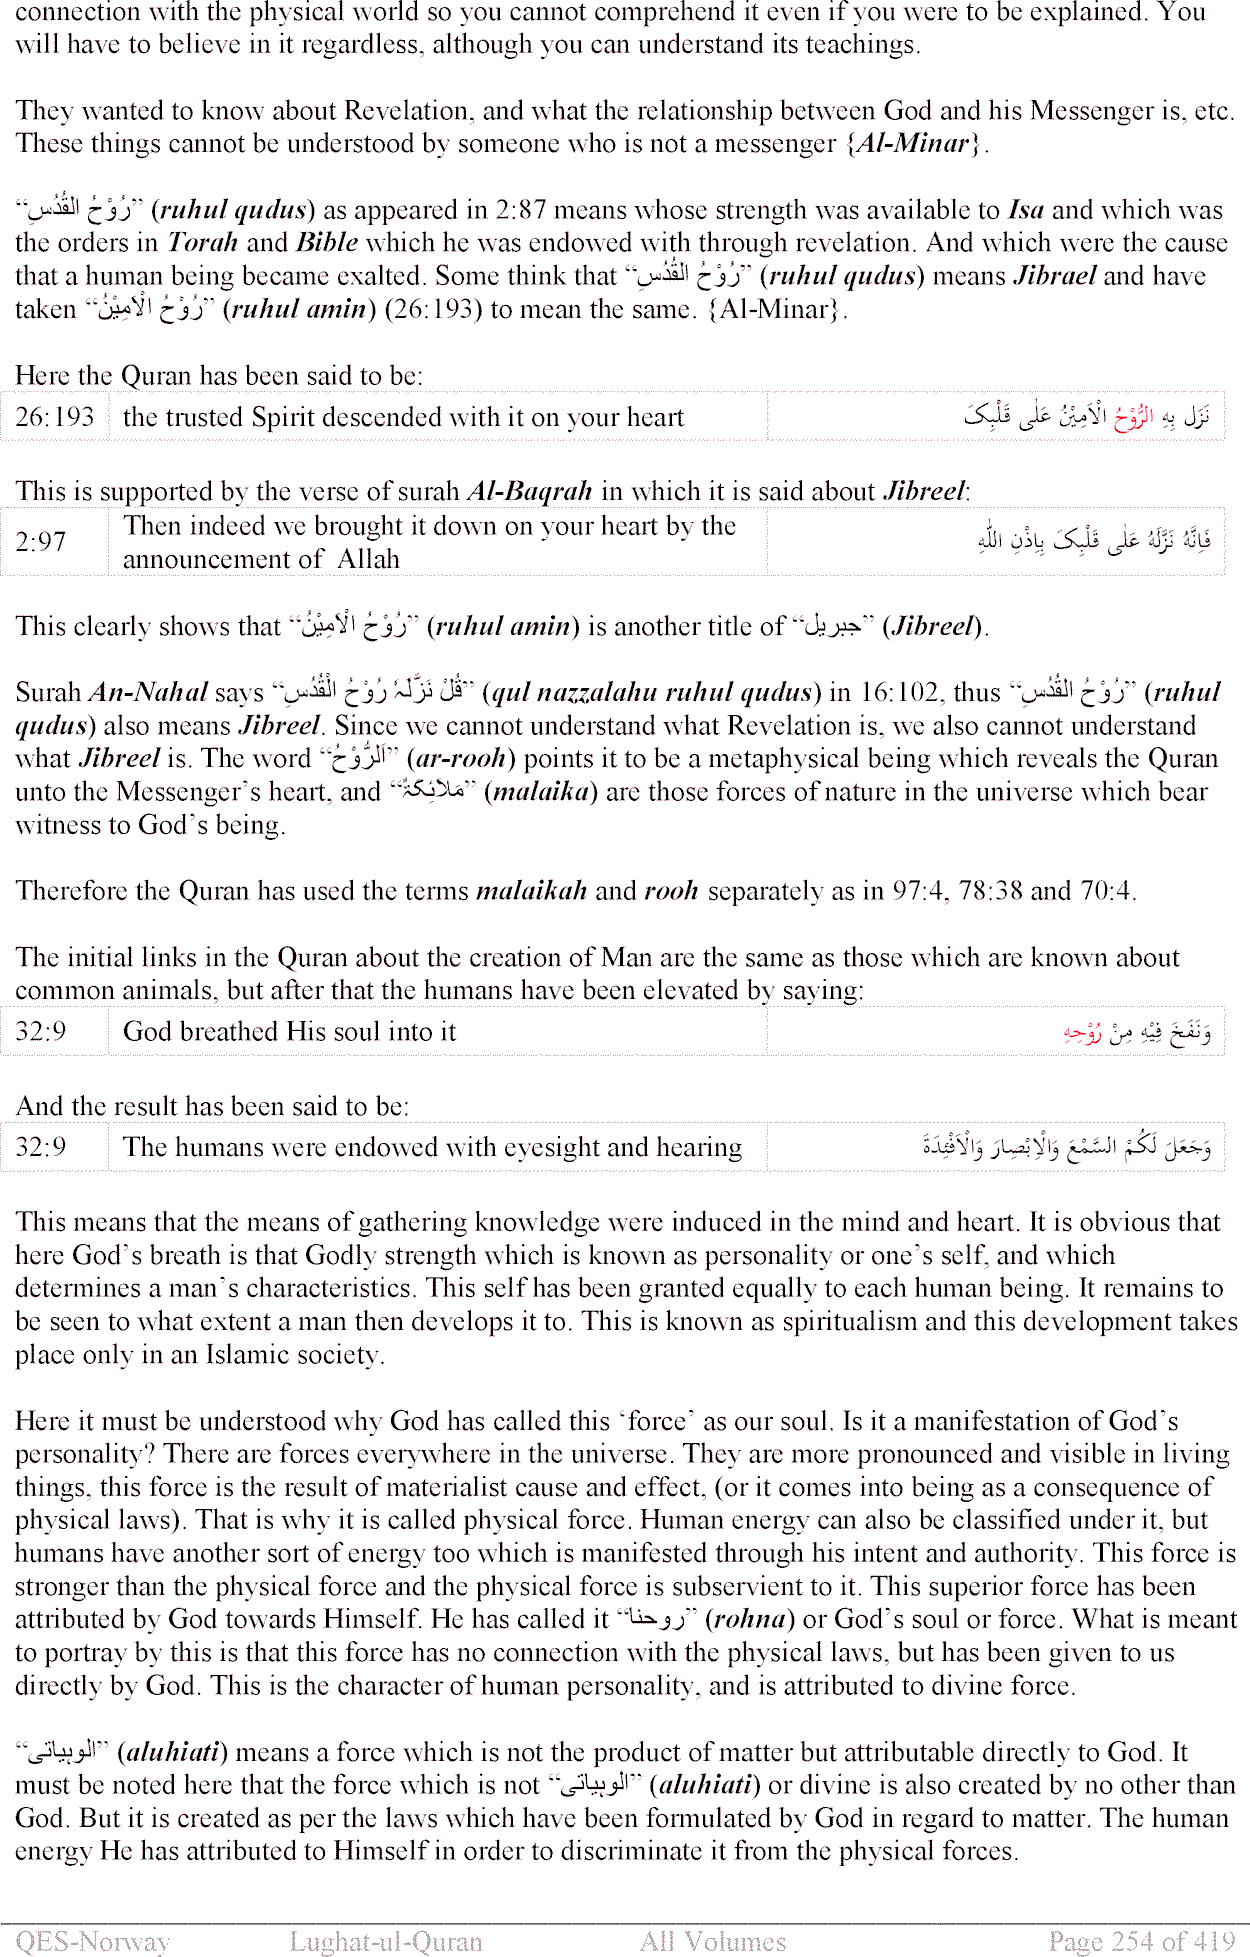 connection with the physical world so you cannot comprehend it even if you were to be explained. You
will have to believe in it regardless, although you can understand its teachings.
They wanted to know about Revelation, and what the relationship between God and his Messenger is, etc.
These things cannot be understood by someone who is not a messenger {Al-Minar}.
“رُوْحُ القُدُسِ” (ruhul qudus) as appeared in 2:87 means whose strength was available to Isa and which was
the orders in Torah and Bible which he was endowed with through revelation. And which were the cause
that a human being became exalted. Some think that “رُوْحُ القُدُسِ” (ruhul qudus) means Jibrael and have
taken “رُوْحُ الْاَمِيْنُ” (ruhul amin) (26:193) to mean the same. {Al-Minar}.
Here the Quran has been said to be:
26:193 the trusted Spirit descended with it on your heart نَزَل بِهِ الرُّوْحُ الْاَمِيْنُ عَلٰى قَلْبِکَ
This is supported by the verse of surah Al-Baqrah in which it is said about Jibreel:
2:97 Then indeed we brought it down on your heart by the
announcement of Allah فَاِنَّهُ نَزَّلَهُ عَلٰى قَلْبِکَ بِاِذْنِ اللّٰهِ
This clearly shows that “رُوْحُ الْاَمِيْنُ” (ruhul amin) is another title of “جبريل” (Jibreel).
Surah An-Nahal says “قُلْ نَزَّلَہٗ رُوْحُ الْقُدُسِ” (qul nazzalahu ruhul qudus) in 16:102, thus “رُوْحُ القُدُسِ” (ruhul
qudus) also means Jibreel. Since we cannot understand what Revelation is, we also cannot understand
what Jibreel is. The word “اَلرُّوْحُ” (ar-rooh) points it to be a metaphysical being which reveals the Quran
unto the Messenger’s heart, and “مَلَائِکَۃٌ” (malaika) are those forces of nature in the universe which bear
witness to God’s being.
Therefore the Quran has used the terms malaikah and rooh separately as in 97:4, 78:38 and 70:4.
The initial links in the Quran about the creation of Man are the same as those which are known about
common animals, but after that the humans have been elevated by saying:
32:9 God breathed His soul into it وَنَفَخَ فِيْهِ مِنْ رُوْحِهِ
And the result has been said to be:
32:9 The humans were endowed with eyesight and hearing وَجَعَلَ لَکُمْ السَّمْعَ وَالْاِبْصِارَ وَالْاَفْئِدَةَ
This means that the means of gathering knowledge were induced in the mind and heart. It is obvious that
here God’s breath is that Godly strength which is known as personality or one’s self, and which
determines a man’s characteristics. This self has been granted equally to each human being. It remains to
be seen to what extent a man then develops it to. This is known as spiritualism and this development takes
place only in an Islamic society.
Here it must be understood why God has called this ‘force’ as our soul. Is it a manifestation of God’s
personality? There are forces everywhere in the universe. They are more pronounced and visible in living
things, this force is the result of materialist cause and effect, (or it comes into being as a consequence of
physical laws). That is why it is called physical force. Human energy can also be classified under it, but
humans have another sort of energy too which is manifested through his intent and authority. This force is
stronger than the physical force and the physical force is subservient to it. This superior force has been
attributed by God towards Himself. He has called it “روحنا” (rohna) or God’s soul or force. What is meant
to portray by this is that this force has no connection with the physical laws, but has been given to us
directly by God. This is the character of human personality, and is attributed to divine force.
“الوہیاتی” (aluhiati) means a force which is not the product of matter but attributable directly to God. It
must be noted here that the force which is not “الوہیاتی” (aluhiati) or divine is also created by no other than
God. But it is created as per the laws which have been formulated by God in regard to matter. The human
energy He has attributed to Himself in order to discriminate it from the physical forces.
QES-Norway Lughat-ul-Quran All Volumes Page 254 of 419